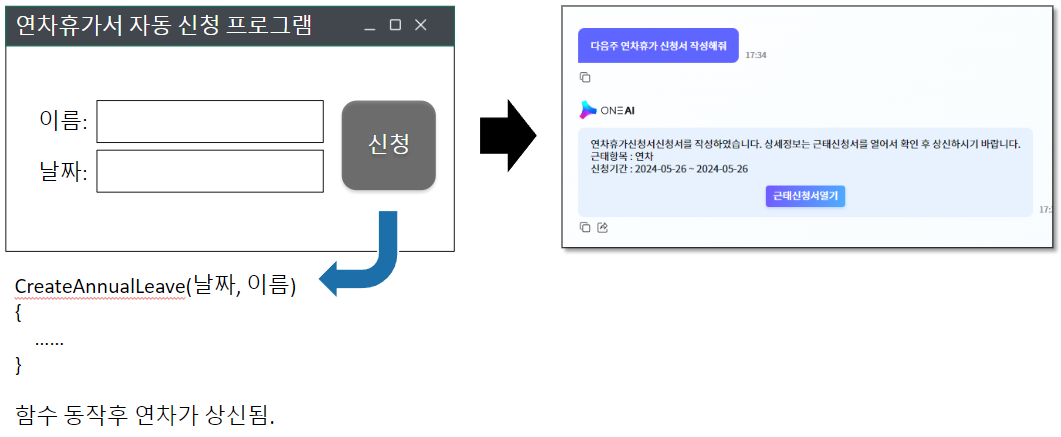 연차휴가서 자동 신청 프로그램
이름:
날짜:
신청
CreateAnnualLeave(날짜, 이름)
{
......
}
함수 동작후 연차가 상신됨.
다음주 연차휴가 신청서 작성해줘
17:34
ONE AI
연차휴가신청서신청서를 작성하였습니다. 상세정보는 근태신청서를 열어서 확인 후 상신하시기 바랍니다.
근태항목 : 연차
신청기간 : 2024-05-26 ~ 2024-05-26
근태신청서열기